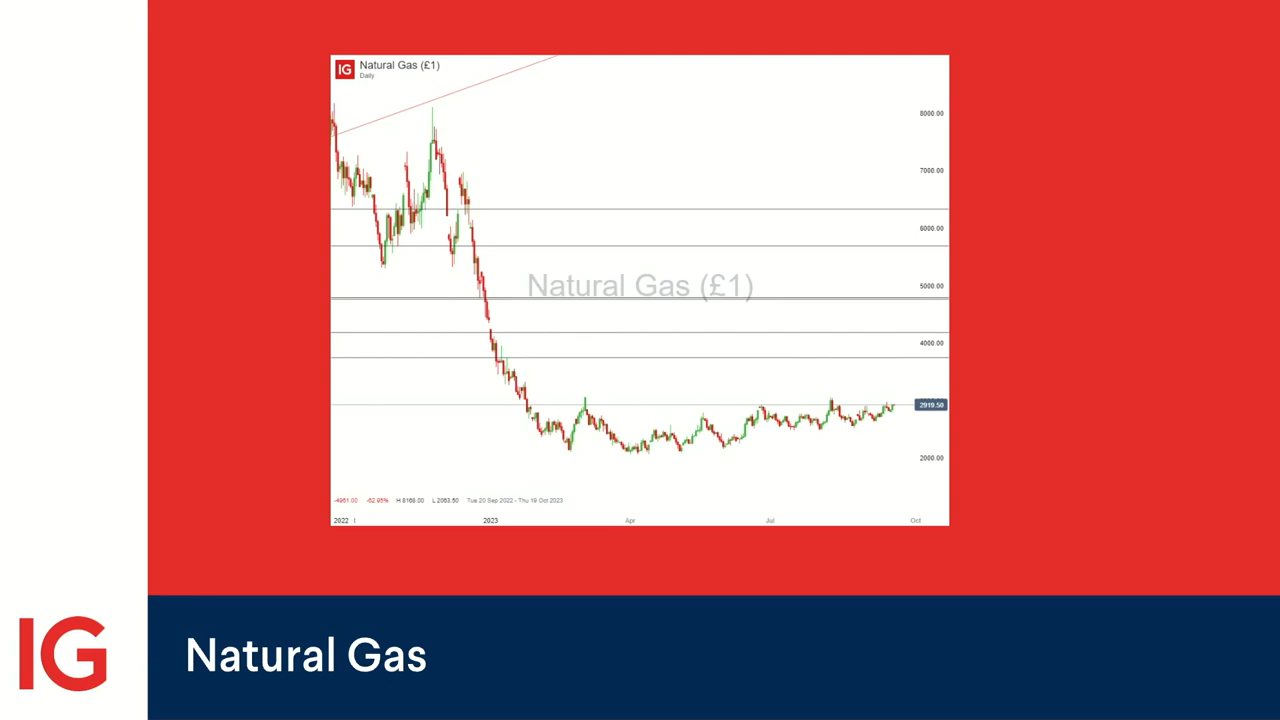 IG
Natural Gas (£1)
Daily
8000.00
7000.00
6000.00
5000.00
Natural Gas (£1)
4000.00
2919.50
2000.00
-4961.00 -62.95% H 8168.00 L 2063.50 Tue 20 Sep 2022 - Thu 19 Oct 2023
2022 2023 Apr Jul Oct
IG
Natural Gas